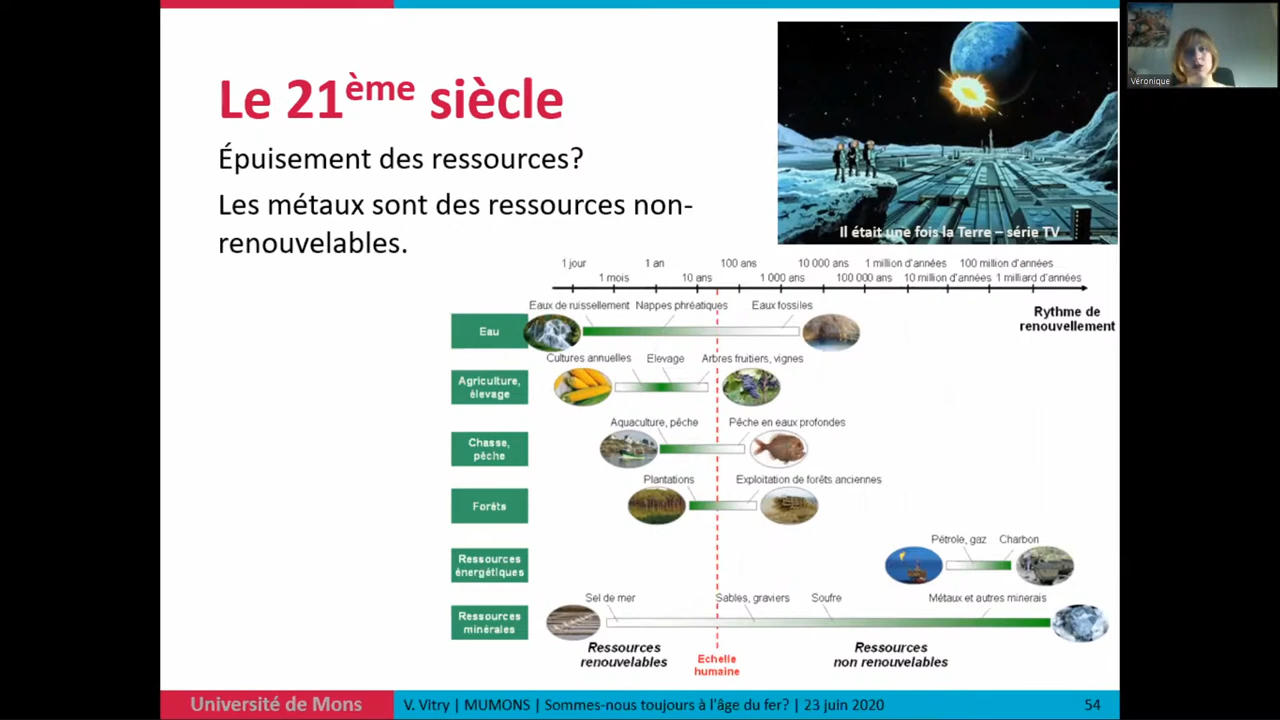 Le 21ème siècle
Épuisement des ressources?
Les métaux sont des ressources non-
renouvelables.
Il était une fois la Terre – série TV
Véronique
1 jour 1 an 100 ans 10 000 ans 1 million d'années 100 million d'années
1 mois 10 ans 1 000 ans 100 000 ans 10 million d'années 1 milliard d'années
Rythme de
renouvellement
Eaux de ruissellement Nappes phréatiques Eaux fossiles
Eau
Cultures annuelles Elevage Arbres fruitiers, vignes
Agriculture,
élevage
Aquaculture, pêche Pêche en eaux profondes
Chasse,
pêche
Plantations Exploitation de forêts anciennes
Forêts
Pétrole, gaz Charbon
Ressources
énergétiques
Sel de mer Sables, graviers Soufre Métaux et autres minerais
Ressources
minérales
Ressources
renouvelables
Echelle
humaine
Ressources
non renouvelables
Université de Mons V. Vitry | MUMONS | Sommes-nous toujours à l'âge du fer? | 23 juin 2020 54